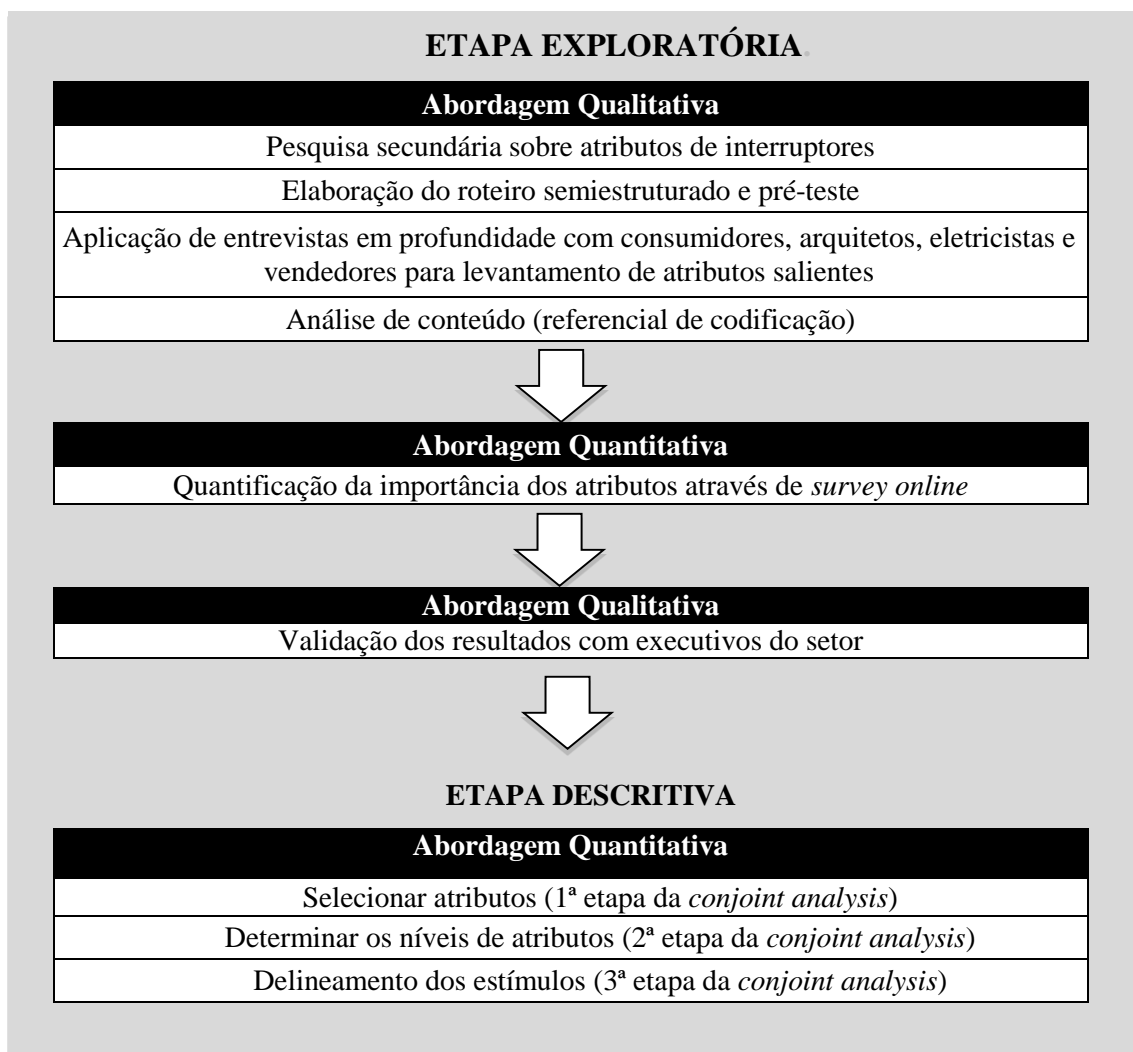 ETAPA EXPLORATÓRIA.
Abordagem Qualitativa
Pesquisa secundária sobre atributos de interruptores
Elaboração do roteiro semiestruturado e pré-teste
Aplicação de entrevistas em profundidade com consumidores, arquitetos, eletricistas e
vendedores para levantamento de atributos salientes
Análise de conteúdo (referencial de codificação)
Abordagem Quantitativa
Quantificação da importância dos atributos através de survey online
Abordagem Qualitativa
Validação dos resultados com executivos do setor
ETAPA DESCRITIVA
Abordagem Quantitativa
Selecionar atributos (1ª etapa da conjoint analysis)
Determinar os níveis de atributos (2ª etapa da conjoint analysis)
Delineamento dos estímulos (3ª etapa da conjoint analysis)